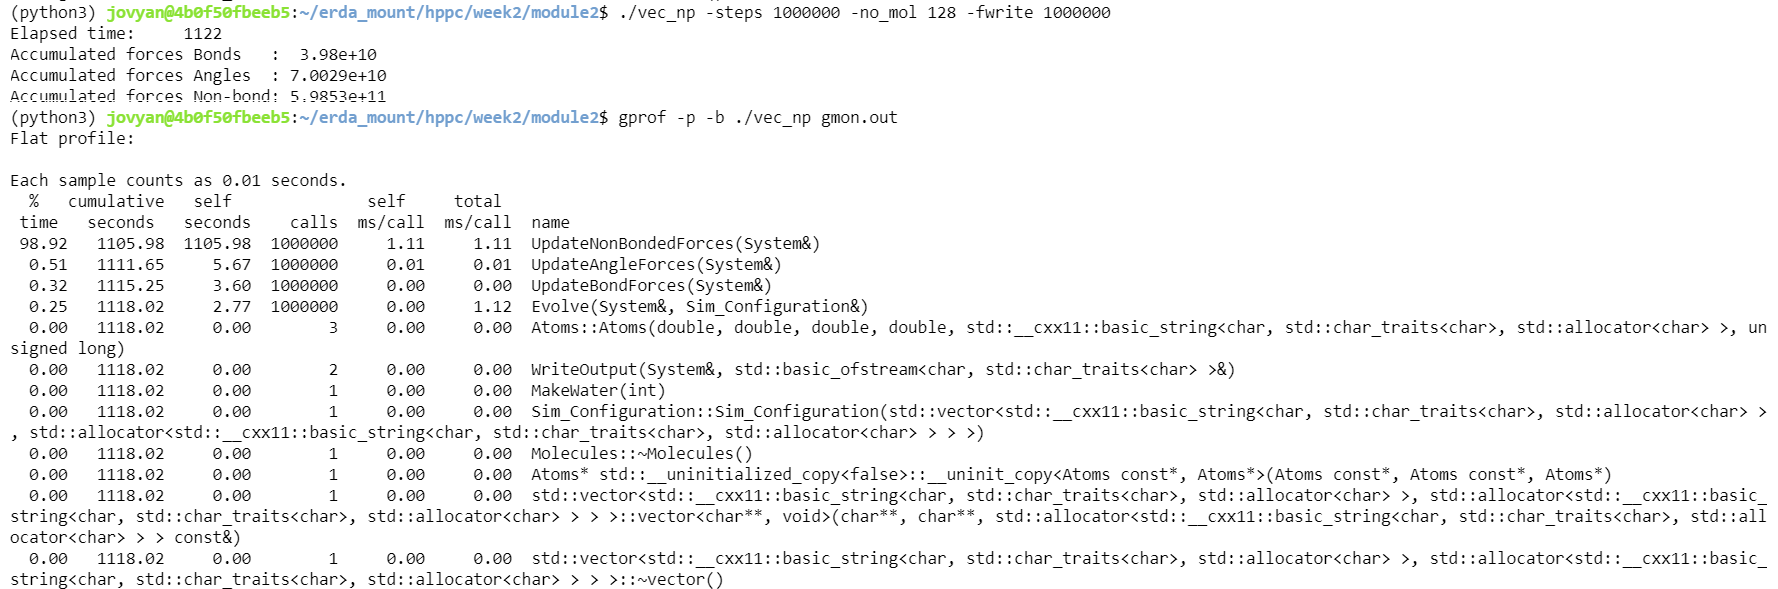 (python3) jovyan@4b0f50fbeeb5:~/erda_mount/hppc/week2/module2$ ./vec_np -steps 1000000 -no_mol 128 -fwrite 1000000
Elapsed time:     1122
Accumulated forces Bonds   :  3.98e+10
Accumulated forces Angles  : 7.0029e+10
Accumulated forces Non-bond: 5.9853e+11
(python3) jovyan@4b0f50fbeeb5:~/erda_mount/hppc/week2/module2$ gprof -p -b ./vec_np gmon.out
Flat profile:
Each sample counts as 0.01 seconds.
  %   cumulative   self              self     total
 time   seconds   seconds    calls  ms/call  ms/call  name
 98.92   1105.98  1105.98  1000000     1.11     1.11  UpdateNonBondedForces(System&)
  0.51   1111.65     5.67  1000000     0.01     0.01  UpdateAngleForces(System&)
  0.32   1115.25     3.60  1000000     0.00     0.00  UpdateBondForces(System&)
  0.25   1118.02     2.77  1000000     0.00     1.12  Evolve(System&, Sim_Configuration&)
  0.00   1118.02     0.00        3     0.00     0.00  Atoms::Atoms(double, double, double, double, std::__cxx11::basic_string<char, std::char_traits<char>, std::allocator<char> >, un
signed long)
  0.00   1118.02     0.00        2     0.00     0.00  WriteOutput(System&, std::basic_ofstream<char, std::char_traits<char> >&)
  0.00   1118.02     0.00        1     0.00     0.00  MakeWater(int)
  0.00   1118.02     0.00        1     0.00     0.00  Sim_Configuration::Sim_Configuration(std::vector<std::__cxx11::basic_string<char, std::char_traits<char>, std::allocator<char> >
, std::allocator<std::__cxx11::basic_string<char, std::char_traits<char>, std::allocator<char> > > >)
  0.00   1118.02     0.00        1     0.00     0.00  Molecules::~Molecules()
  0.00   1118.02     0.00        1     0.00     0.00  Atoms* std::__uninitialized_copy<false>::__uninit_copy<Atoms const*, Atoms*>(Atoms const*, Atoms const*, Atoms*)
  0.00   1118.02     0.00        1     0.00     0.00  std::vector<std::__cxx11::basic_string<char, std::char_traits<char>, std::allocator<char> >, std::allocator<std::__cxx11::basic_
string<char, std::char_traits<char>, std::allocator<char> > > >::vector<char**, void>(char**, char**, std::allocator<std::__cxx11::basic_string<char, std::char_traits<char>, std::all
ocator<char> > > const&)
  0.00   1118.02     0.00        1     0.00     0.00  std::vector<std::__cxx11::basic_string<char, std::char_traits<char>, std::allocator<char> >, std::allocator<std::__cxx11::basic_
string<char, std::char_traits<char>, std::allocator<char> > > >::~vector()